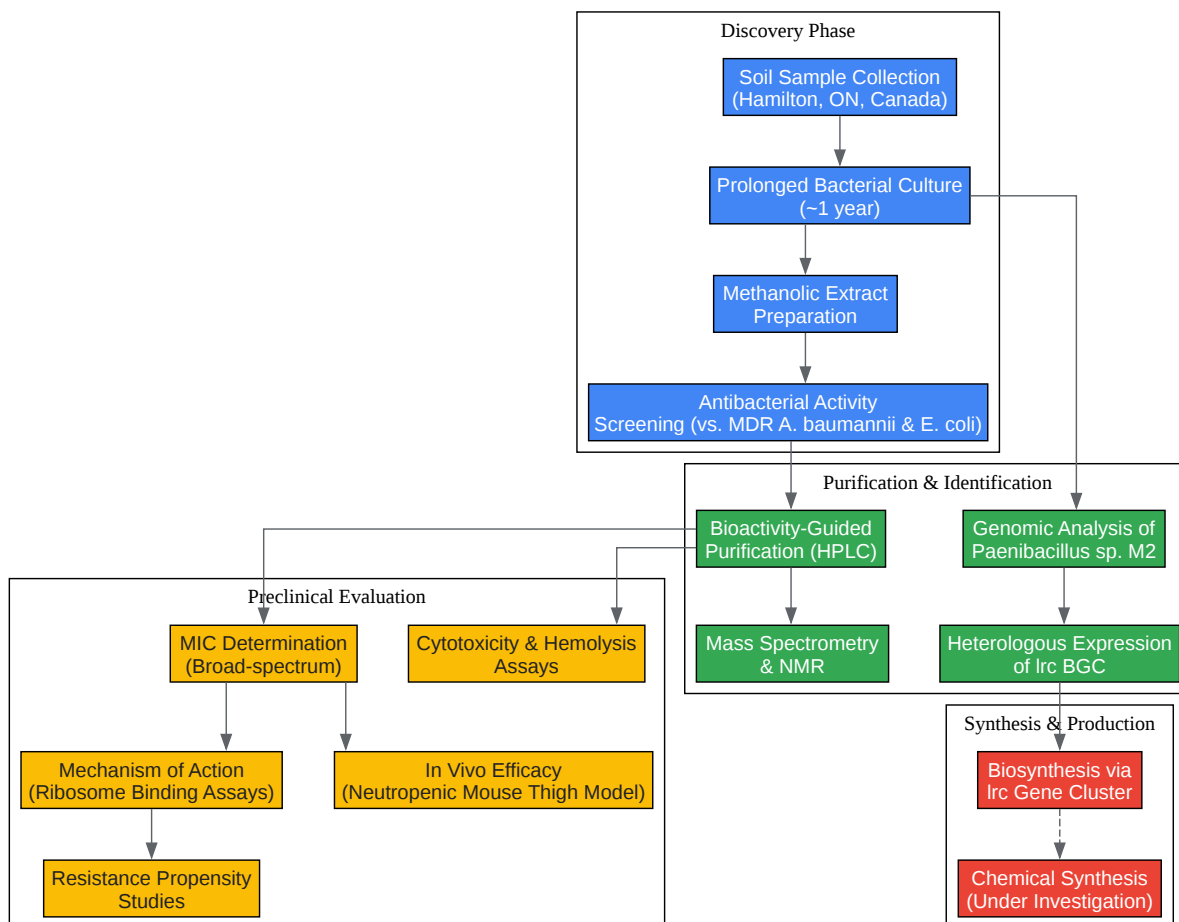 Discovery Phase
Soil Sample Collection
(Hamilton, ON, Canada)
Prolonged Bacterial Culture
(~1 year)
Methanolic Extract
Preparation
Antibacterial Activity
Screening (vs. MDR A. baumannii & E. coli)
Purification & Identification
Bioactivity-Guided
Purification (HPLC)
Genomic Analysis of
Paenibacillus sp. M2
Mass Spectrometry
& NMR
Heterologous Expression
of lrc BGC
Preclinical Evaluation
MIC Determination
(Broad-spectrum)
Cytotoxicity & Hemolysis
Assays
Mechanism of Action
(Ribosome Binding Assays)
In Vivo Efficacy
(Neutropenic Mouse Thigh Model)
Resistance Propensity
Studies
Synthesis & Production
Biosynthesis via
lrc Gene Cluster
Chemical Synthesis
(Under Investigation)